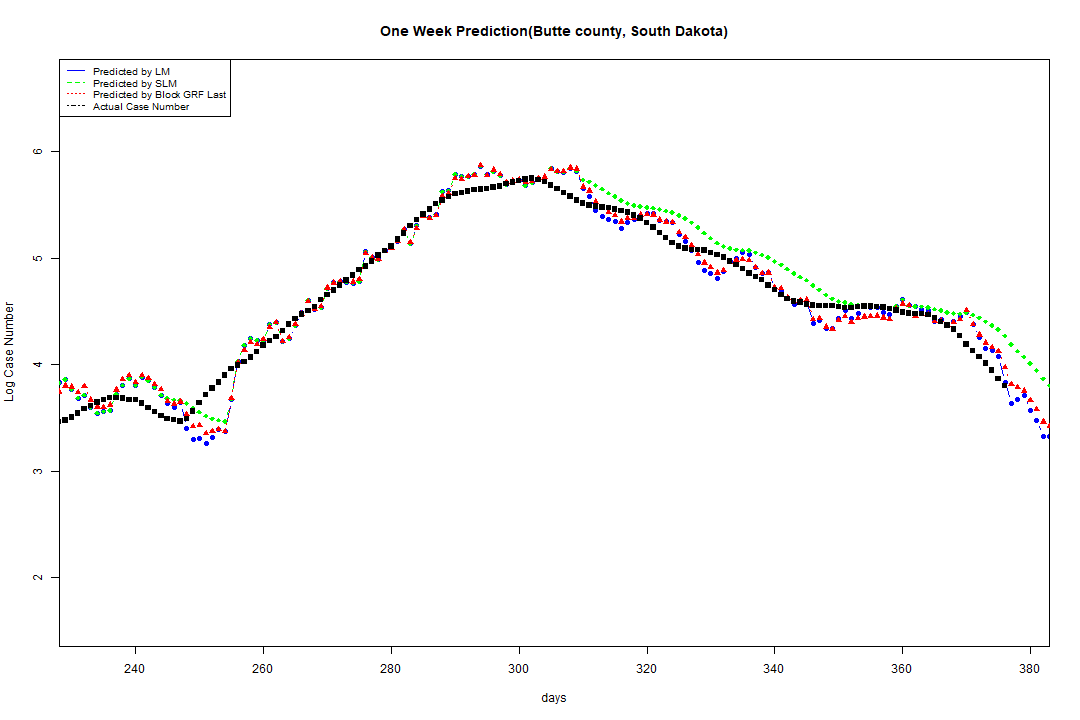 One Week Prediction(Butte county, South Dakota)
Predicted by LM
Predicted by SLM
Predicted by Block GRF Last
Actual Case Number
6
5
4
3
2
Log Case Number
240 260 280 300 320 340 360 380
days